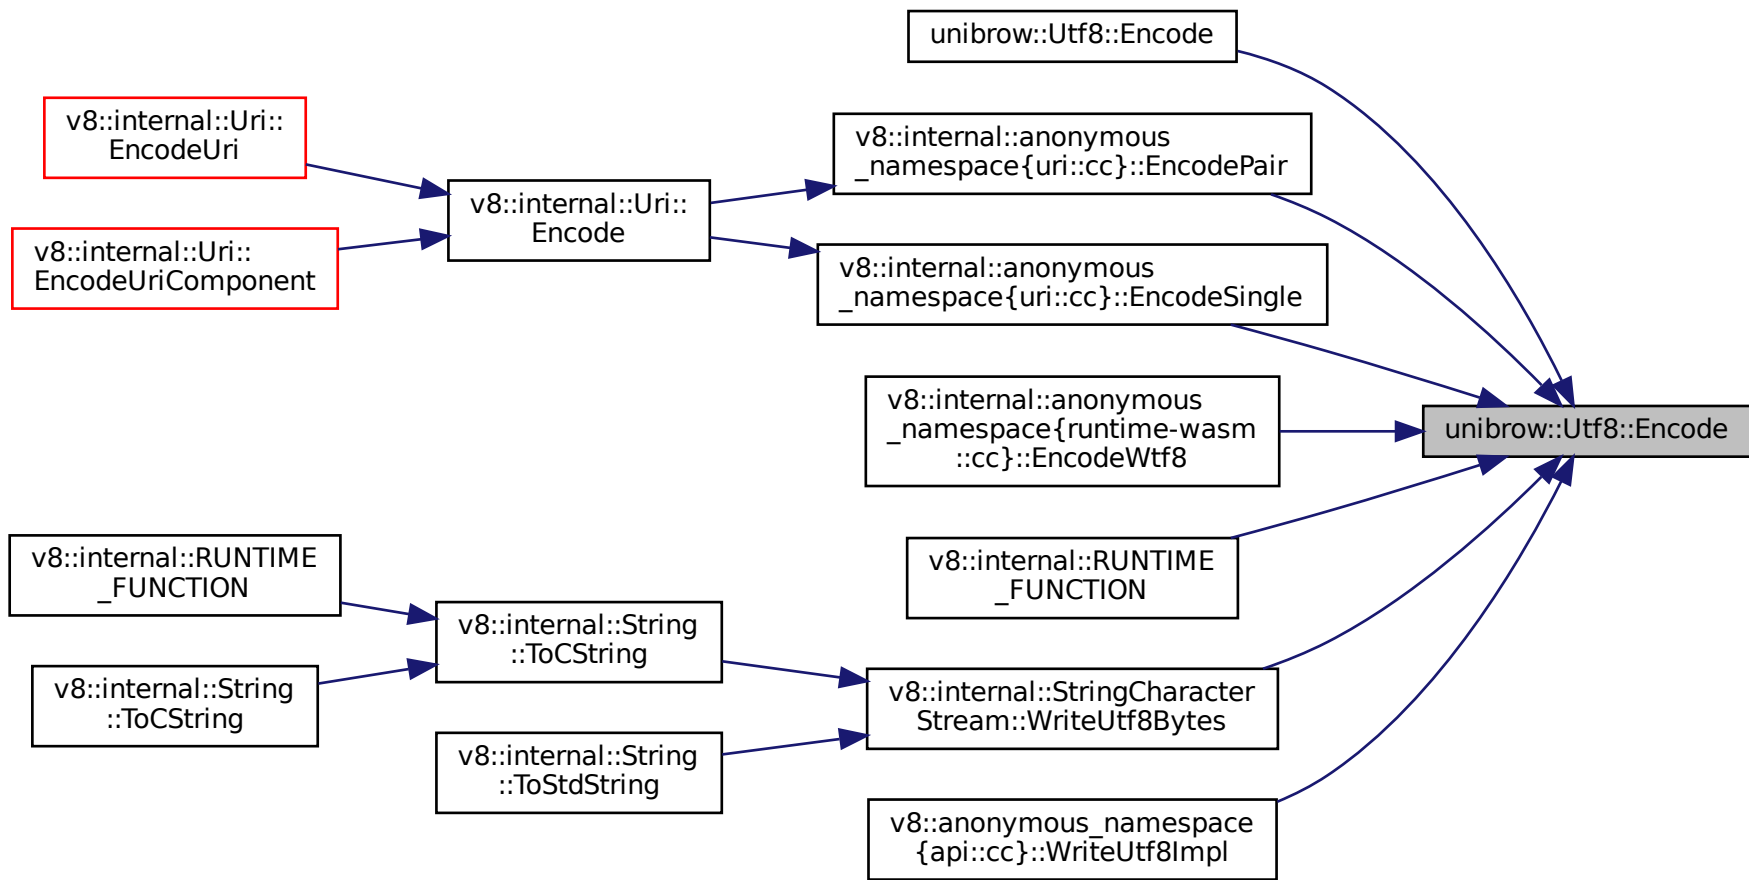 unibrow::Utf8::Encode
v8::internal::Uri::
EncodeUri
v8::internal::anonymous
_namespace{uri::cc}::EncodePair
v8::internal::Uri::
Encode
v8::internal::Uri::
EncodeUriComponent
v8::internal::anonymous
_namespace{uri::cc}::EncodeSingle
v8::internal::anonymous
_namespace{runtime-wasm
::cc}::EncodeWtf8
unibrow::Utf8::Encode
v8::internal::RUNTIME
_FUNCTION
v8::internal::RUNTIME
_FUNCTION
v8::internal::String
::ToCString
v8::internal::String
::ToCString
v8::internal::StringCharacter
Stream::WriteUtf8Bytes
v8::internal::String
::ToStdString
v8::anonymous_namespace
{api::cc}::WriteUtf8Impl